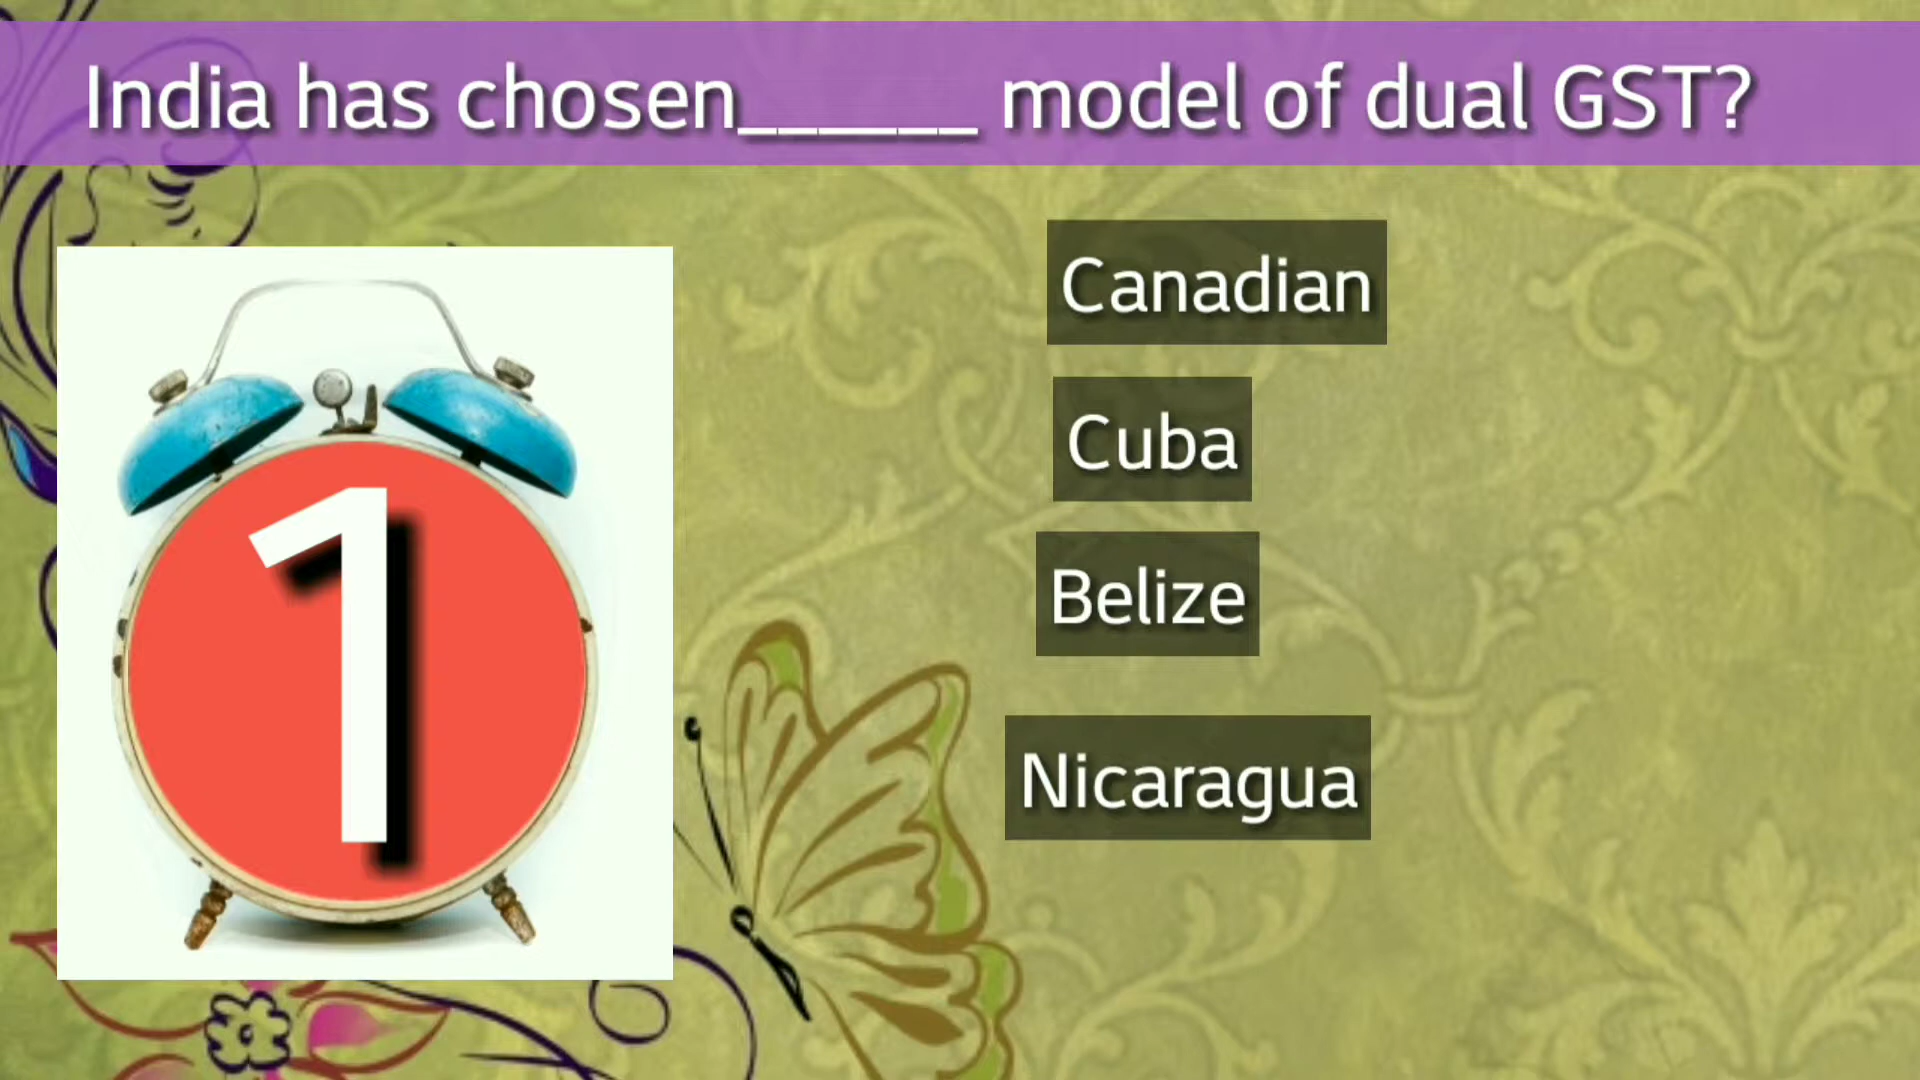 India has chosen______ model of dual GST?
Canadian
Cuba
Belize
Nicaragua
1